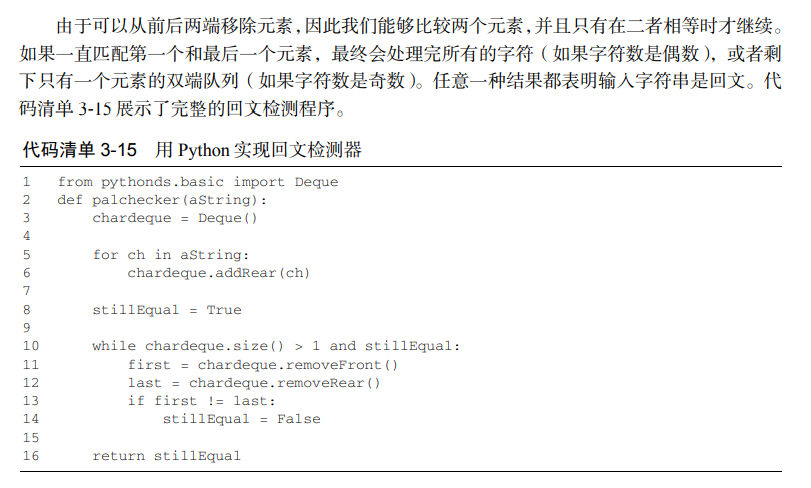 由于可以从前后两端移除元素，因此我们能够比较两个元素，并且只有在二者相等时才继续。
如果一直匹配第一个和最后一个元素，最终会处理完所有的字符（如果字符数是偶数），或者剩
下只有一个元素的双端队列（如果字符数是奇数）。任意一种结果都表明输入字符串是回文。代
码清单 3-15 展示了完整的回文检测程序。
代码清单 3-15 用 Python 实现回文检测器
1 from pythonds.basic import Deque
2 def palchecker(aString):
3     chardeque = Deque()
4
5     for ch in aString:
6         chardeque.addRear(ch)
7
8     stillEqual = True
9
10     while chardeque.size() > 1 and stillEqual:
11         first = chardeque.removeFront()
12         last = chardeque.removeRear()
13         if first != last:
14             stillEqual = False
15
16     return stillEqual